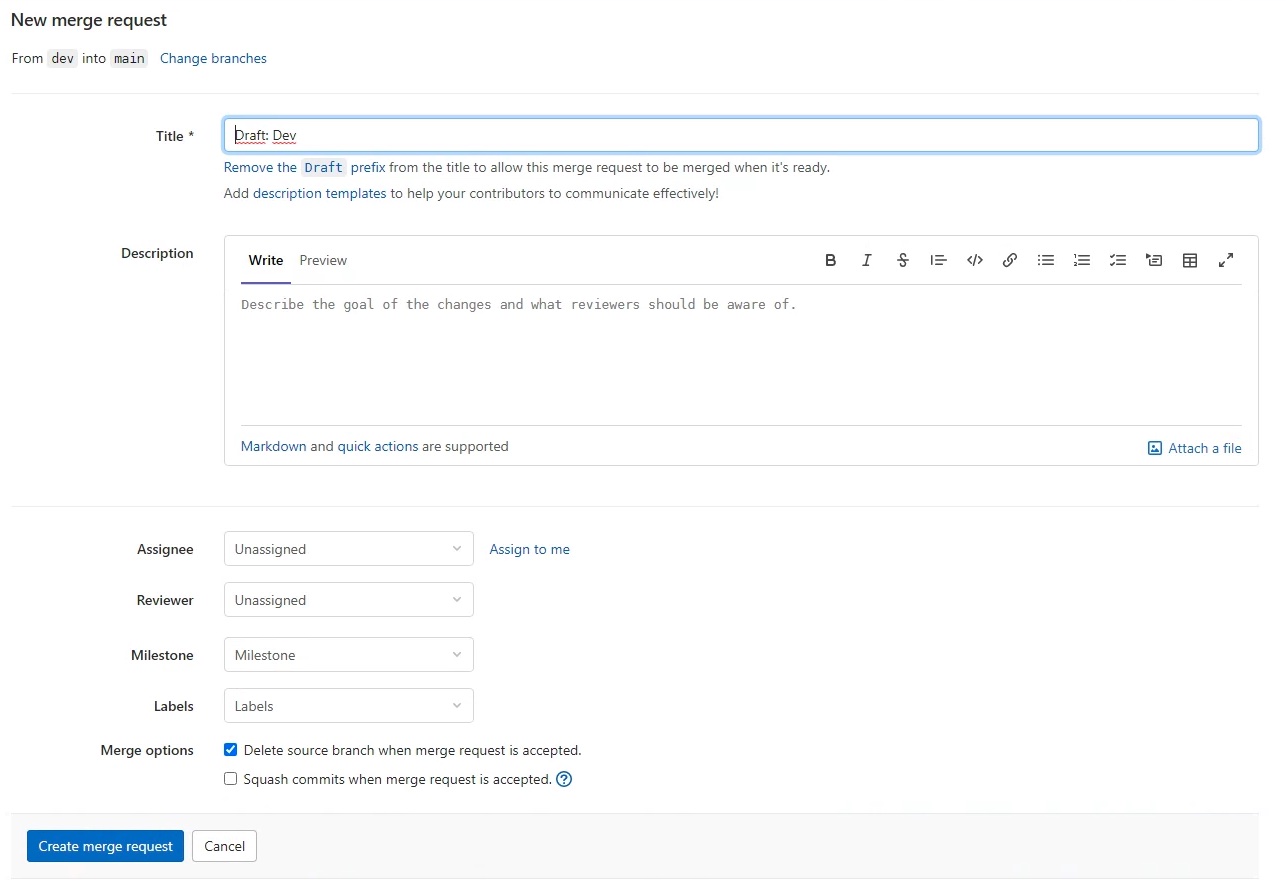 New merge request
From dev into main Change branches
Title * Draft: Dev
Remove the Draft prefix from the title to allow this merge request to be merged when it's ready.
Add description templates to help your contributors to communicate effectively!
Description Write Preview
Describe the goal of the changes and what reviewers should be aware of.
Markdown and quick actions are supported Attach a file
Assignee Unassigned Assign to me
Reviewer Unassigned
Milestone Milestone
Labels Labels
Merge options Delete source branch when merge request is accepted.
Squash commits when merge request is accepted.
Create merge request Cancel